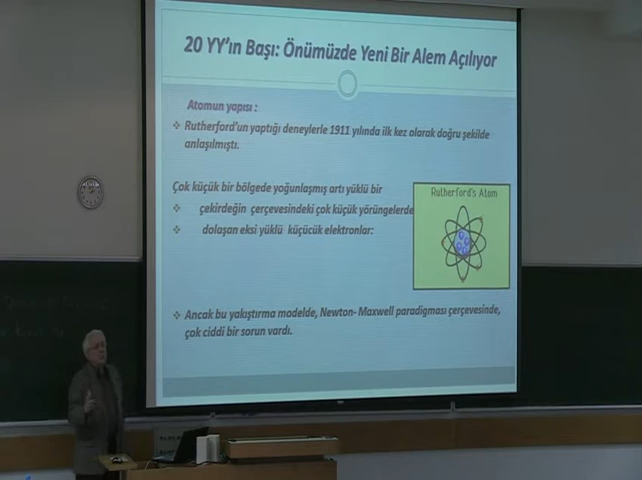 20 YY'ın Başı: Önümüzde Yeni Bir Alem Açılıyor
Atomun yapısı :
Rutherford'un yaptığı deneylerle 1911 yılında ilk kez olarak doğru şekilde
anlaşılmıştı.
Çok küçük bir bölgede yoğunlaşmış artı yüklü bir
çekirdeğin çerçevesindeki çok küçük yörüngelerde
dolaşan eksi yüklü küçücük elektronlar:
Rutherford's Atom
Ancak bu yakıştırma modelde, Newton- Maxwell paradigması çerçevesinde,
çok ciddi bir sorun vardı.